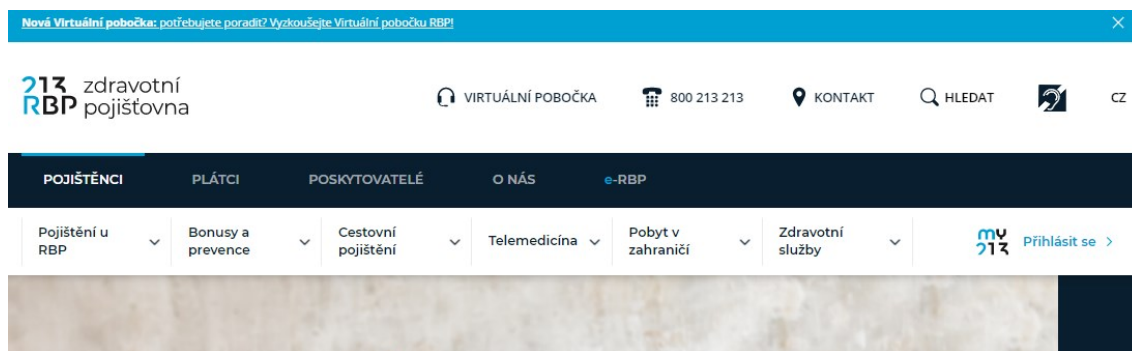 Nová Virtuální pobočka: potřebujete poradit? Vyzkoušejte Virtuální pobočku RBP!
213 zdravotní
RBP pojišťovna
VIRTUÁLNÍ POBOČKA
800 213 213
KONTAKT
HLEDAT
CZ
POJIŠTĚNCI
PLÁTCI
POSKYTOVATELÉ
O NÁS
e-RBP
Pojištění u
RBP
Bonusy a
prevence
Cestovní
pojištění
Telemedicína
Pobyt v
zahraničí
Zdravotní
služby
my
213
Přihlásit se